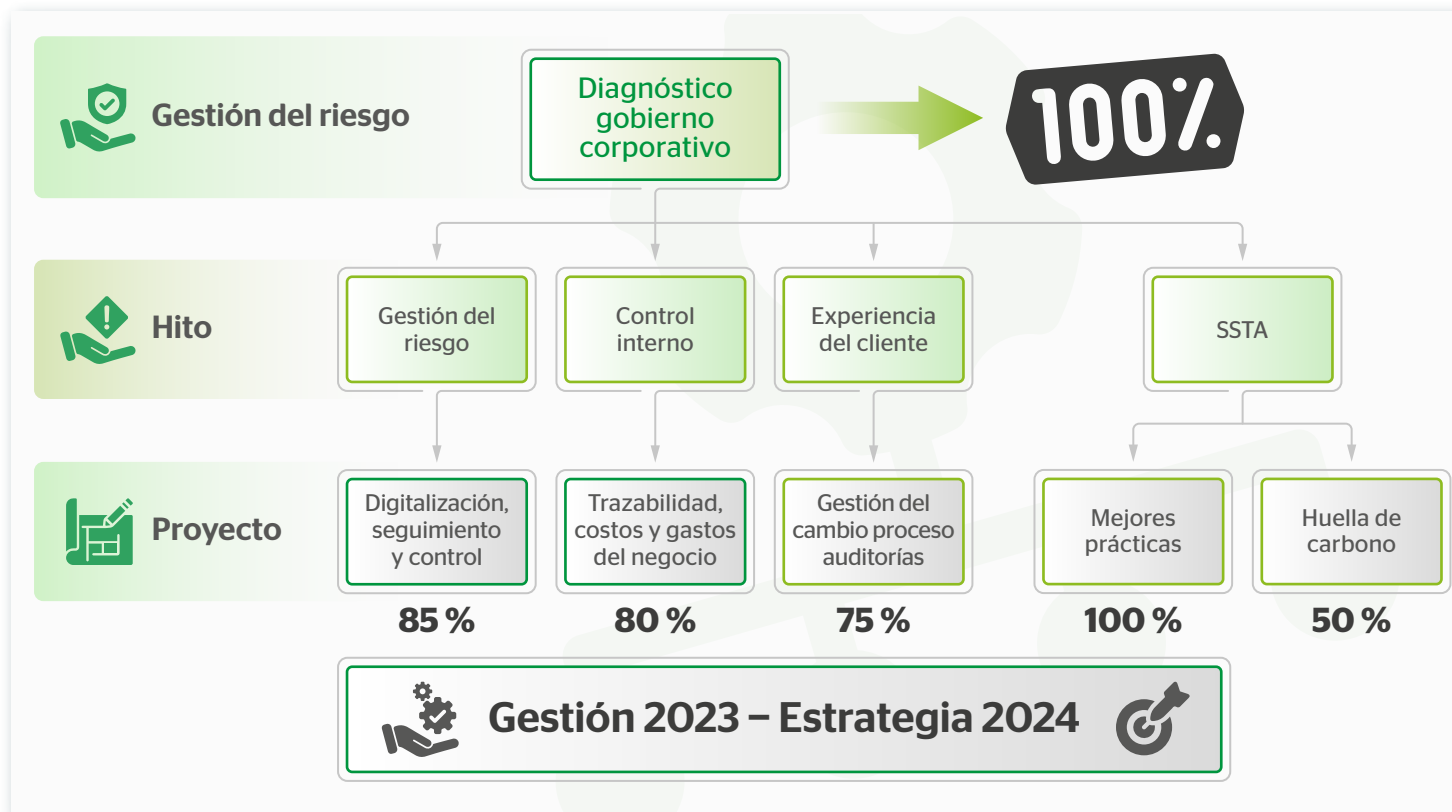 Gestión del riesgo
Diagnóstico
gobierno
corporativo
100%
Hito
Gestión del
riesgo
Control
interno
Experiencia
del cliente
SSTA
Proyecto
Digitalización,
seguimiento
y control
Trazabilidad,
costos y gastos
del negocio
Gestión del
cambio proceso
auditorías
Mejores
prácticas
Huella de
carbono
85 %
80 %
75 %
100 %
50 %
Gestión 2023 – Estrategia 2024